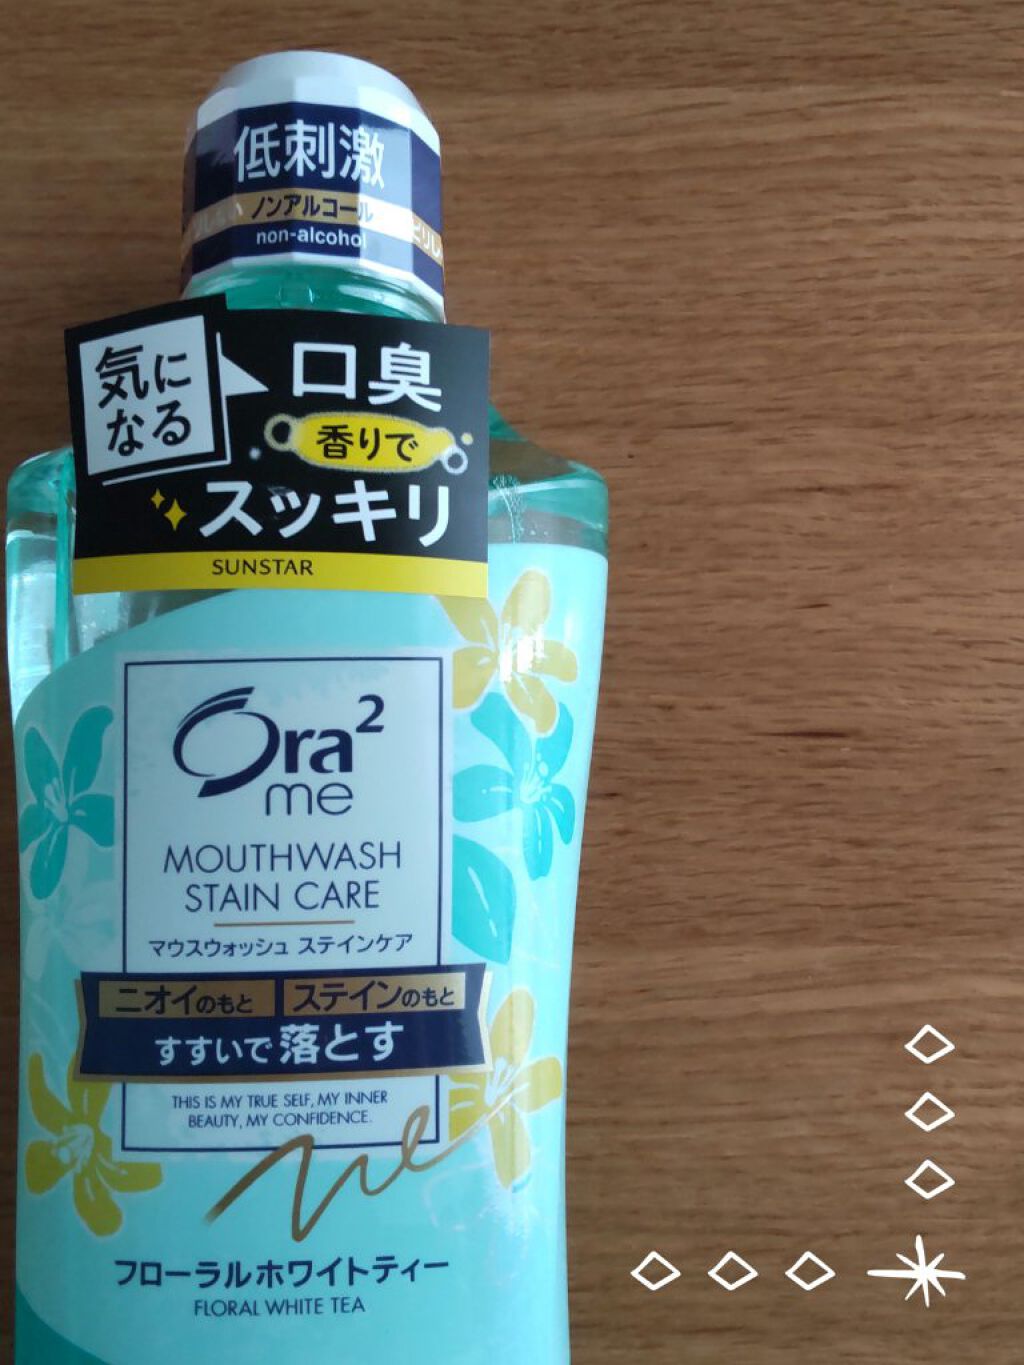 低刺激
ノンアルコール
non-alcohol
気に
なる
口臭
香りで
スッキリ
SUNSTAR
Ora²
me
MOUTHWASH
STAIN CARE
マウスウォッシュ ステインケア
ニオイのもと ステインのもと
すすいで落とす
THIS IS MY TRUE SELF, MY INNER
BEAUTY, MY CONFIDENCE.
me
フローラルホワイトティー
FLORAL WHITE TEA